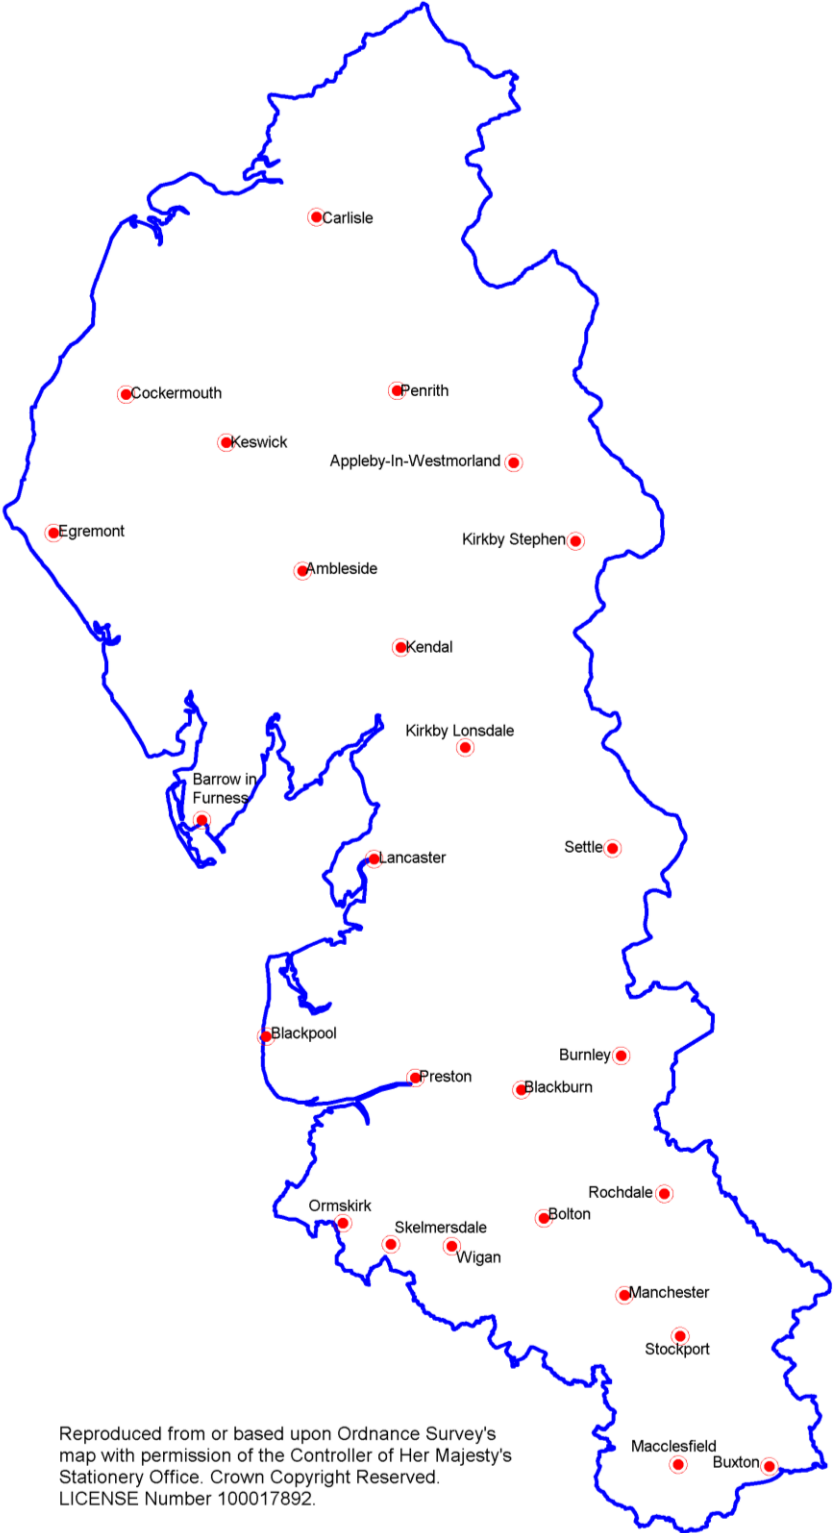 Carlisle
Cockermouth
Penrith
Keswick
Appleby-In-Westmorland
Egremont
Kirkby Stephen
Ambleside
Kendal
Kirkby Lonsdale
Barrow in
Furness
Settle
Lancaster
Blackpool
Burnley
Preston
Blackburn
Rochdale
Ormskirk
Bolton
Skelmersdale
Wigan
Manchester
Stockport
Macclesfield
Buxton
Reproduced from or based upon Ordnance Survey's
map with permission of the Controller of Her Majesty's
Stationery Office. Crown Copyright Reserved.
LICENSE Number 100017892.